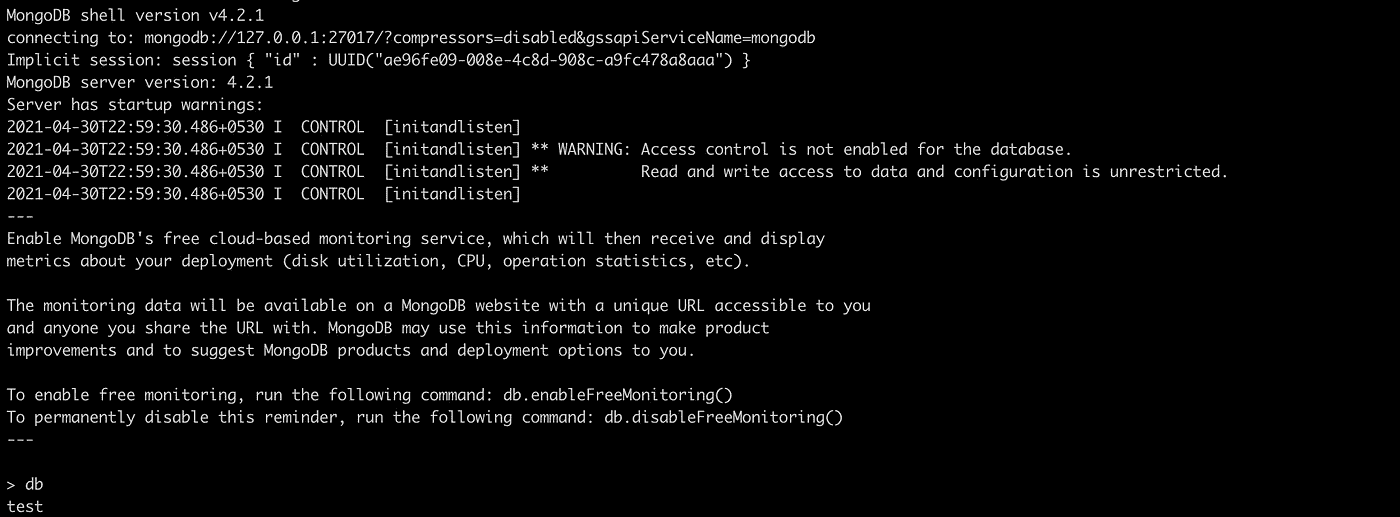 MongoDB shell version v4.2.1
connecting to: mongodb://127.0.0.1:27017/?compressors=disabled&gssapiServiceName=mongodb
Implicit session: session { "id" : UUID("ae96fe09-008e-4c8d-908c-a9fc478a8aaa") }
MongoDB server version: 4.2.1
Server has startup warnings:
2021-04-30T22:59:30.486+0530 I  CONTROL  [initandlisten]
2021-04-30T22:59:30.486+0530 I  CONTROL  [initandlisten] ** WARNING: Access control is not enabled for the database.
2021-04-30T22:59:30.486+0530 I  CONTROL  [initandlisten] **          Read and write access to data and configuration is unrestricted.
2021-04-30T22:59:30.486+0530 I  CONTROL  [initandlisten]
---
Enable MongoDB's free cloud-based monitoring service, which will then receive and display
metrics about your deployment (disk utilization, CPU, operation statistics, etc).

The monitoring data will be available on a MongoDB website with a unique URL accessible to you
and anyone you share the URL with. MongoDB may use this information to make product
improvements and to suggest MongoDB products and deployment options to you.

To enable free monitoring, run the following command: db.enableFreeMonitoring()
To permanently disable this reminder, run the following command: db.disableFreeMonitoring()
---

> db
test